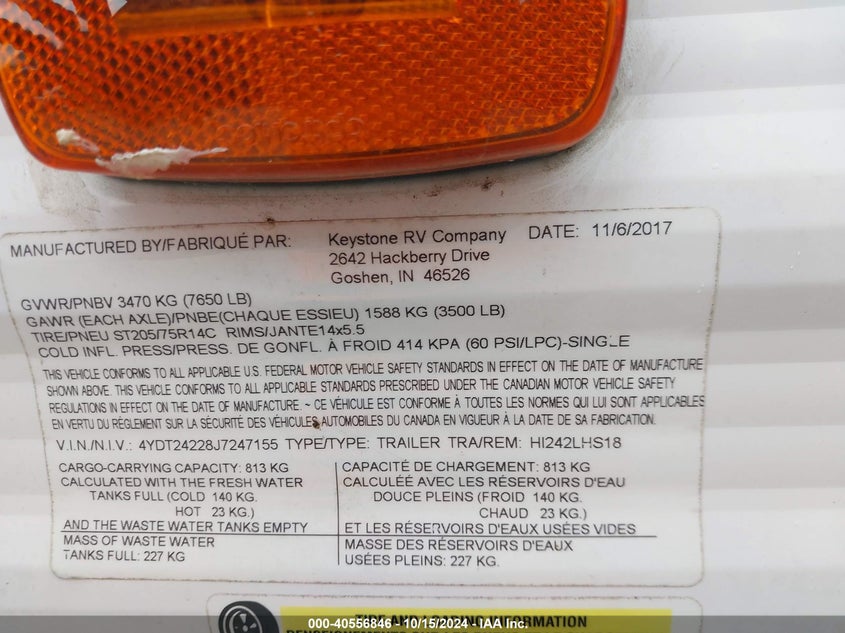 MANUFACTURED BY/FABRIQUÉ PAR: Keystone RV Company DATE: 11/6/2017
2642 Hackberry Drive
Goshen, IN 46526
GVWR/PNBV 3470 KG (7650 LB)
GAWR (EACH AXLE)/PNBE(CHAQUE ESSIEU) 1588 KG (3500 LB)
TIRE/PNEU ST205/75R14C RIMS/JANTE14x5.5
COLD INFL. PRESS/PRESS. DE GONFL. À FROID 414 KPA (60 PSI/LPC)-SINGLE
THIS VEHICLE CONFORMS TO ALL APPLICABLE U.S. FEDERAL MOTOR VEHICLE SAFETY STANDARDS IN EFFECT ON THE DATE OF MANUFACTURE
SHOWN ABOVE. THIS VEHICLE CONFORMS TO ALL APPLICABLE STANDARDS PRESCRIBED UNDER THE CANADIAN MOTOR VEHICLE SAFETY
REGULATIONS IN EFFECT ON THE DATE OF MANUFACTURE. ~ CE VÉHICULE EST CONFORME À TOUTES LES NORMES QUI LUI SONT APPLICABLES
EN VERTU DU RÈGLEMENT SUR LA SÉCURITÉ DES VÉHICULES AUTOMOBILES DU CANADA EN VIGUEUR À LA DATE DE SA FABRICATION.
V.I.N./N.I.V.: 4YDT24228J7247155 TYPE/TYPE: TRAILER TRA/REM: HI242LHS18
CARGO-CARRYING CAPACITY: 813 KG
CALCULATED WITH THE FRESH WATER
TANKS FULL (COLD 140 KG.
HOT 23 KG.)
AND THE WASTE WATER TANKS EMPTY
MASS OF WASTE WATER
TANKS FULL: 227 KG
CAPACITÉ DE CHARGEMENT: 813 KG
CALCULÉE AVEC LES RÉSERVOIRS D'EAU
DOUCE PLEINS (FROID 140 KG.
CHAUD 23 KG.)
ET LES RÉSERVOIRS D'EAUX USÉES VIDES
MASSE DES RÉSERVOIRS D'EAUX
USÉES PLEINS: 227 KG.
TIRE AND LOADING INFORMATION
000-40556846 - 10/15/2024 - IAA, Inc.